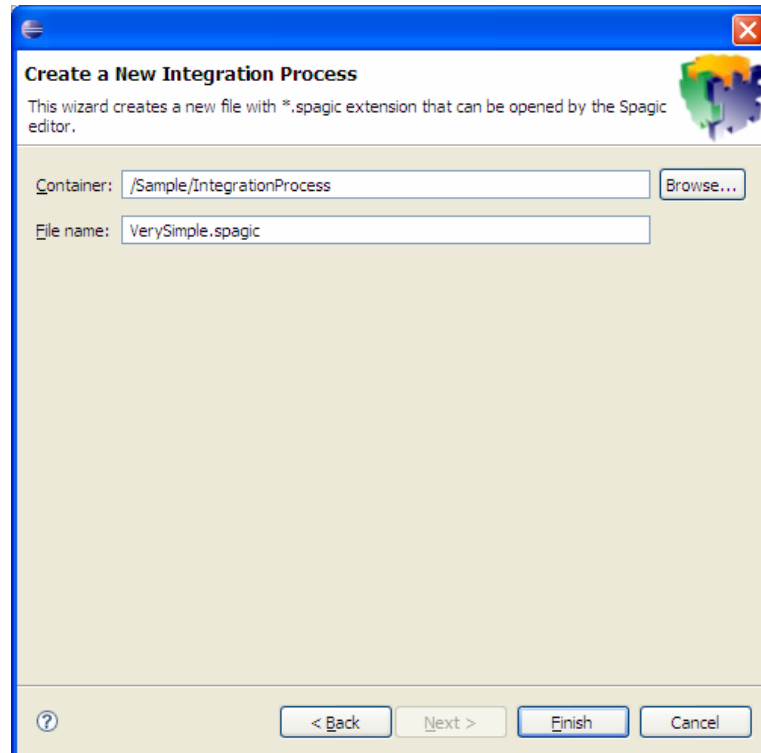 Create a New Integration Process
This wizard creates a new file with *.spagic extension that can be opened by the Spagic
editor.
Container: /Sample/IntegrationProcess Browse...
File name: VerySimple.spagic
? < Back Next > Finish Cancel